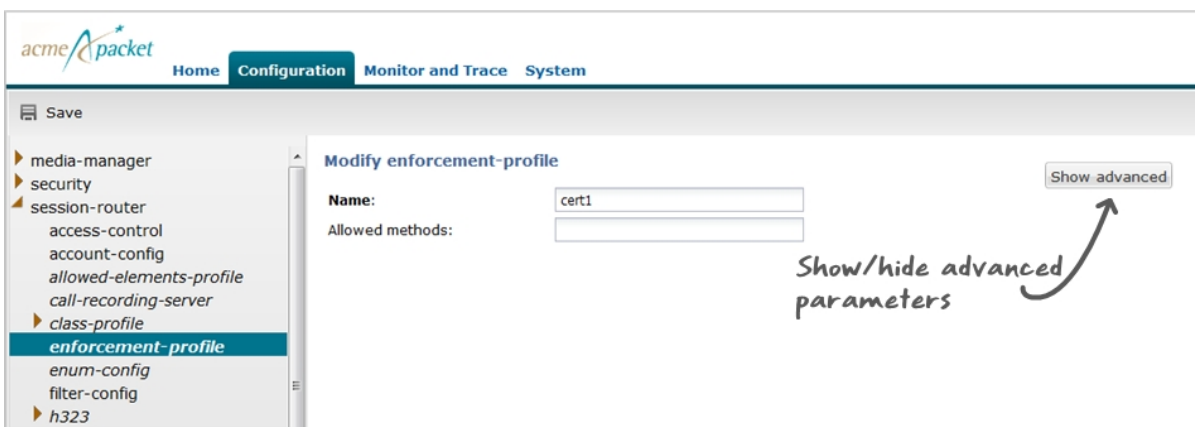 acme packet
Home Configuration Monitor and Trace System
Save
media-manager
security
session-router
access-control
account-config
allowed-elements-profile
call-recording-server
class-profile
enforcement-profile
enum-config
filter-config
h323
Modify enforcement-profile
Show advanced
Name: cert1
Allowed methods:
Show/hide advanced
parameters